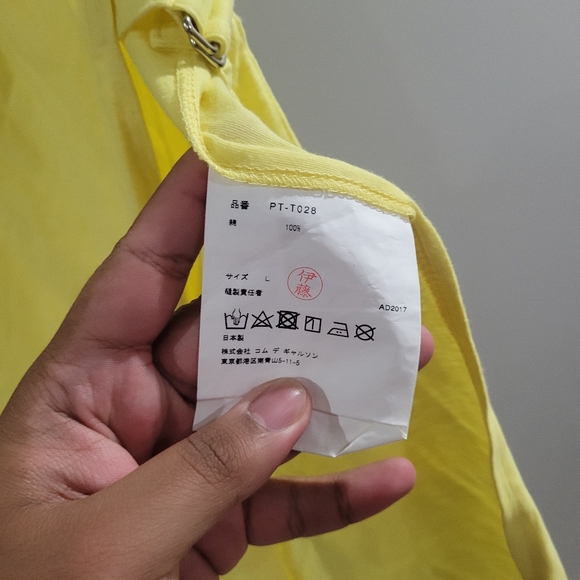 品番 PT-T028
綿 100%
サイズ L
伊藤
縫製責任者
AD2017
日本製
株式会社 コム デ ギャルソン
東京都港区南青山5-11-5